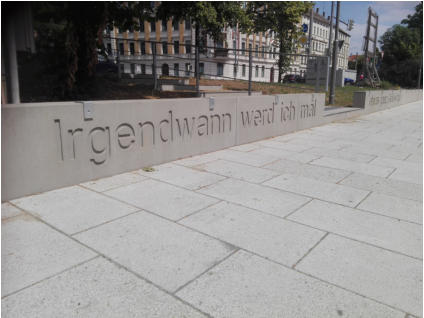 Irgendwann werd ich mal